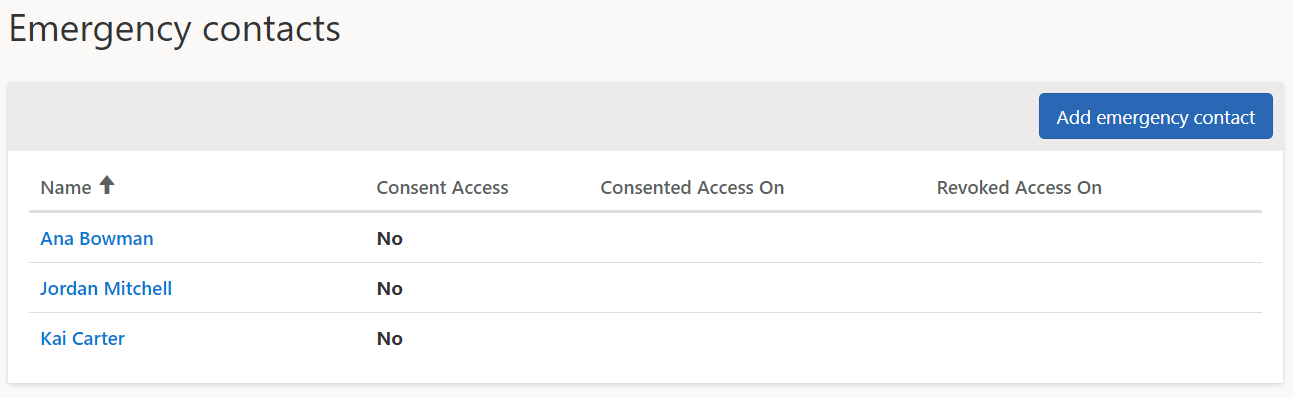 Emergency contacts
Add emergency contact
Name Consent Access Consented Access On Revoked Access On
Ana Bowman No
Jordan Mitchell No
Kai Carter No